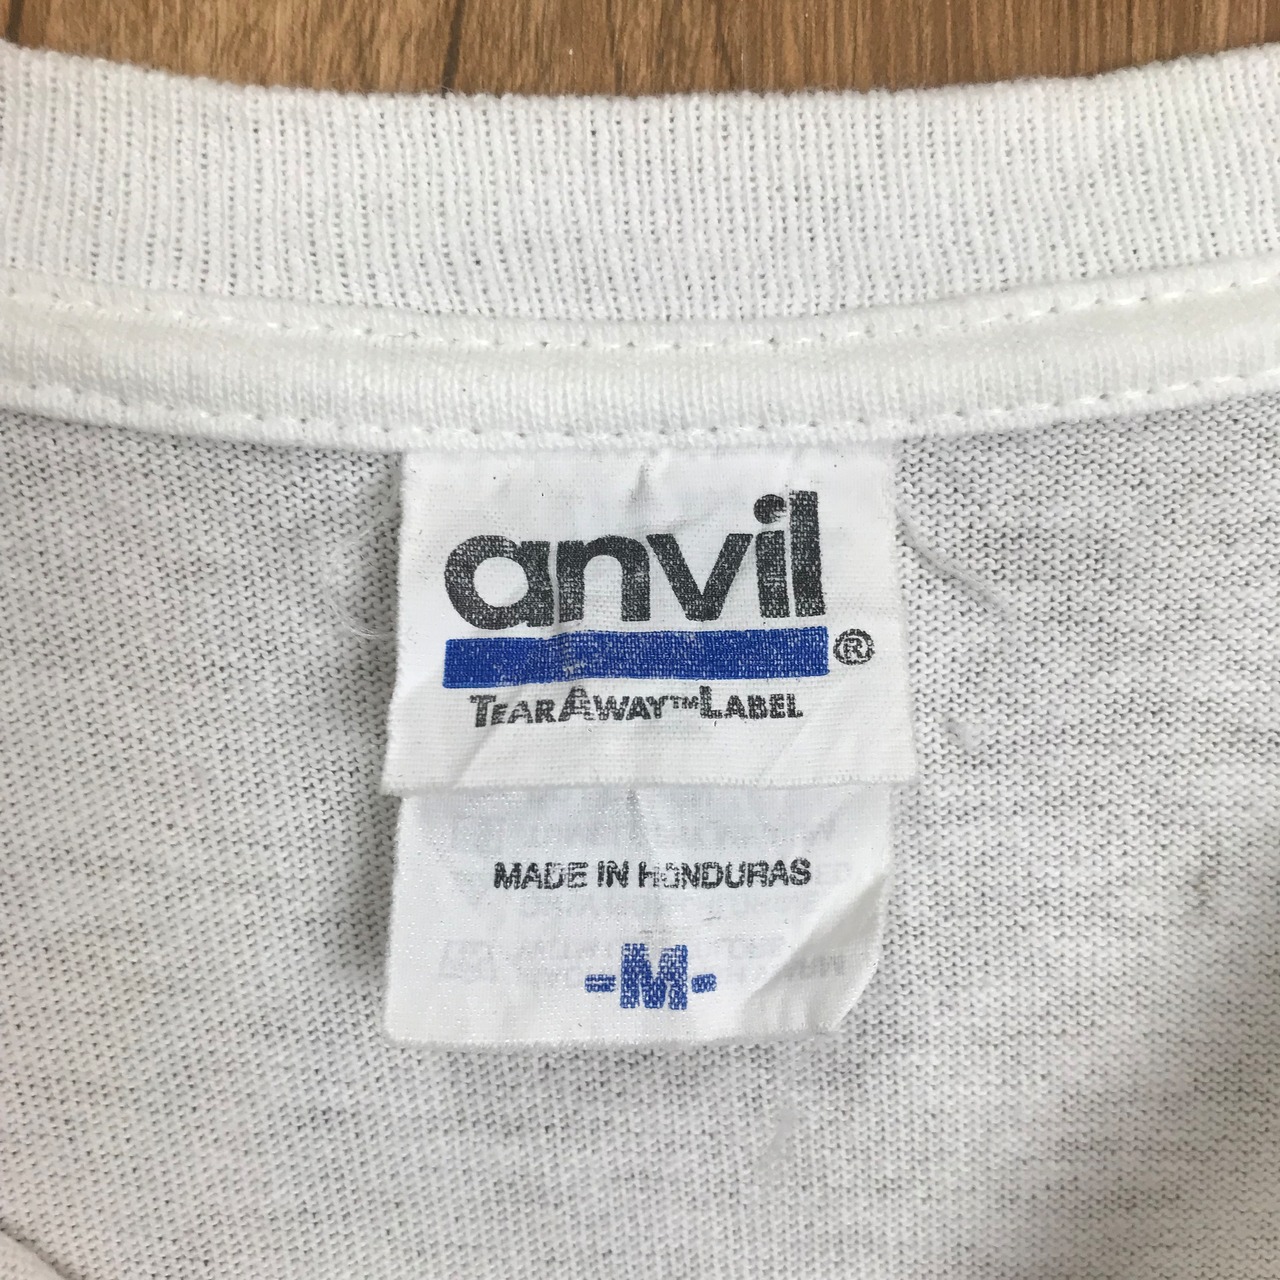 anvil
®
TEARAWAY™LABEL
MADE IN HONDURAS
-M-